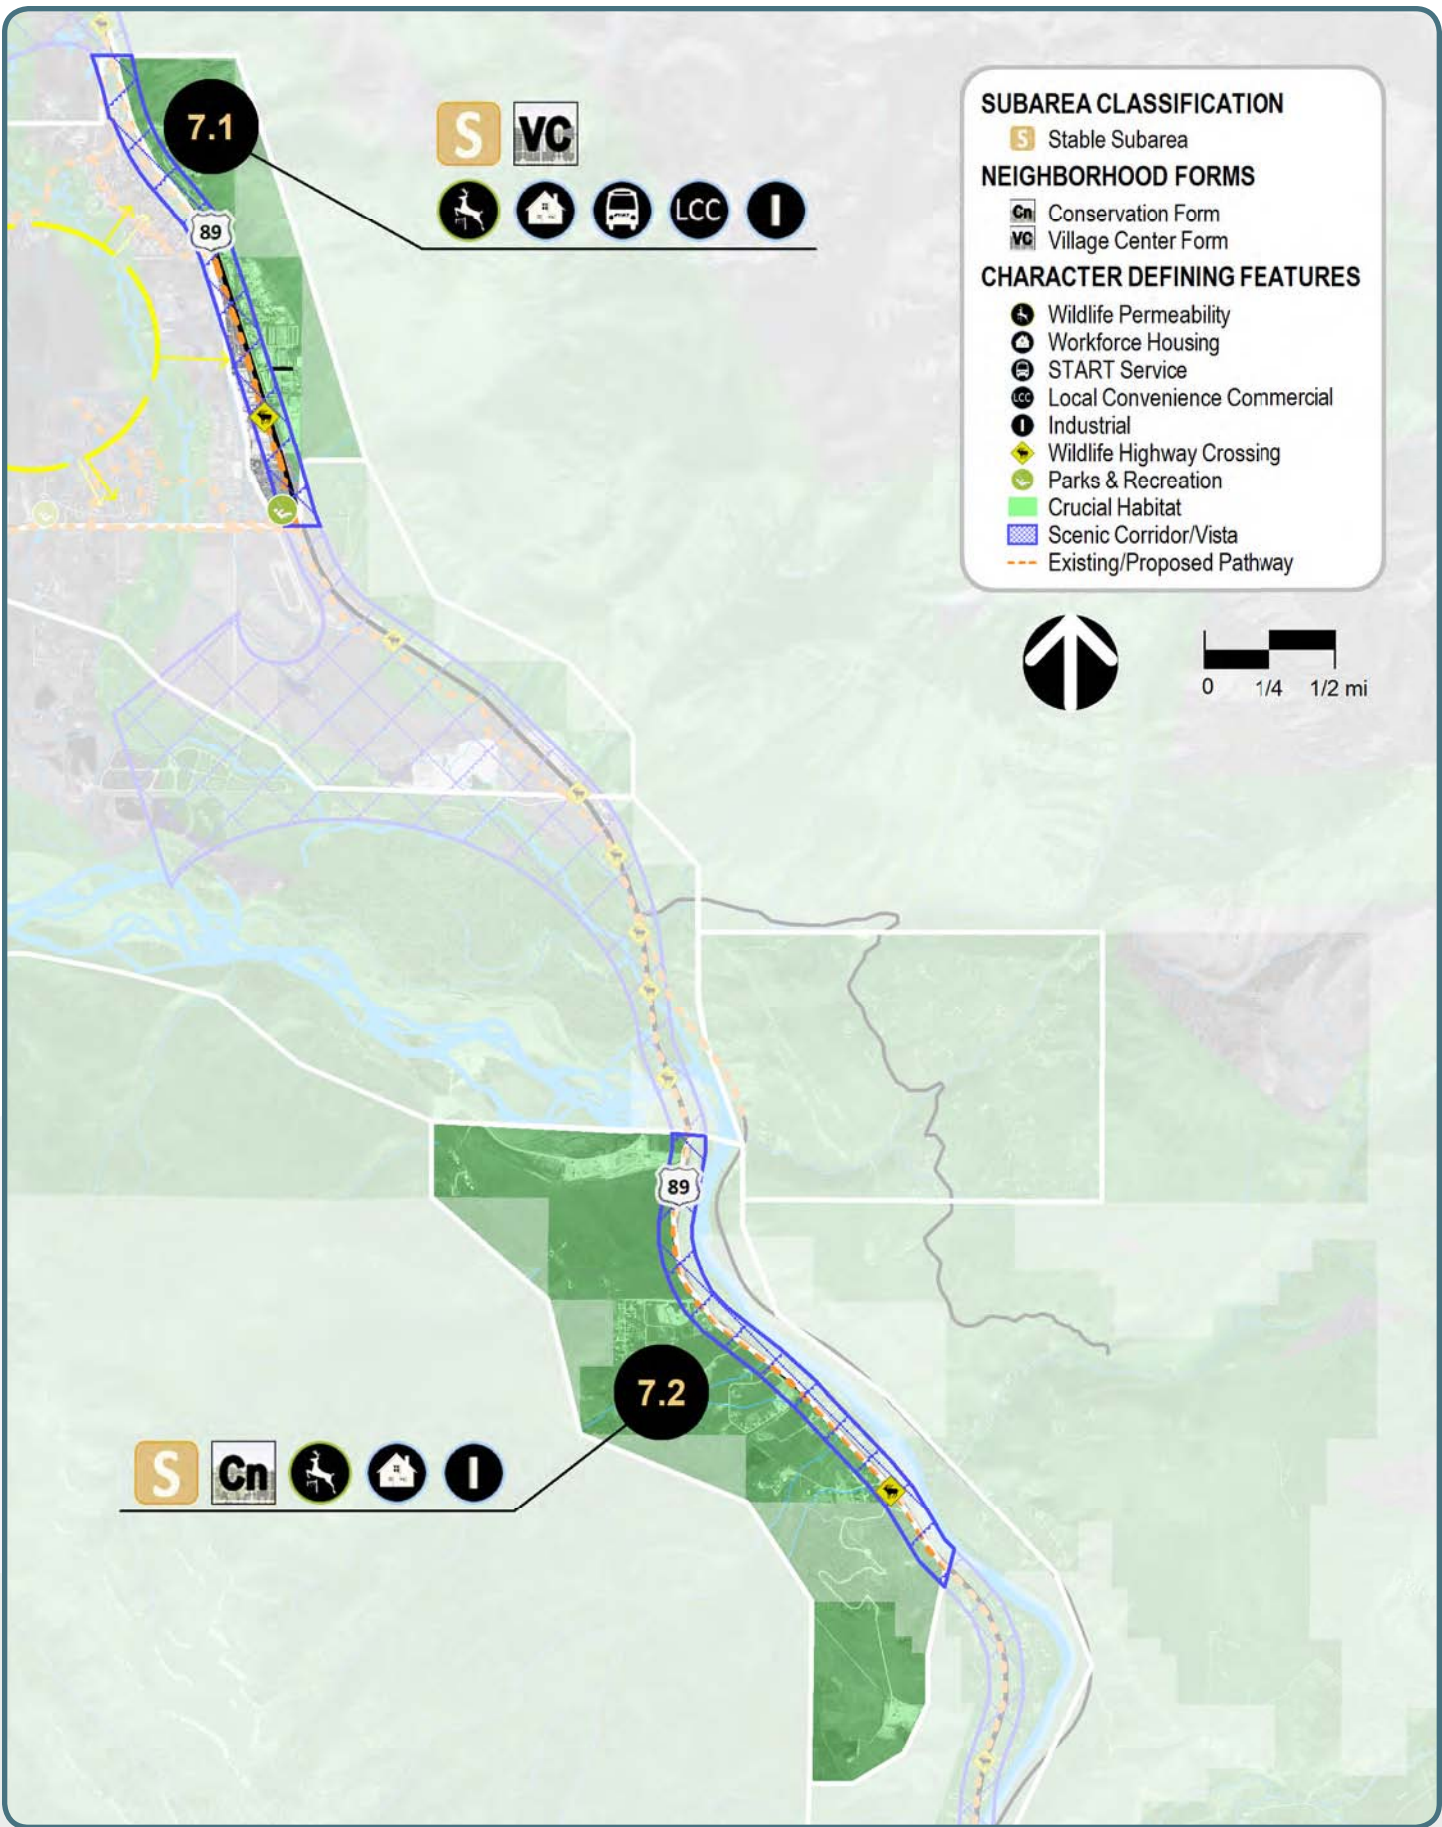 7.1
S VC
LCC I
89
SUBAREA CLASSIFICATION
S Stable Subarea
NEIGHBORHOOD FORMS
Cn Conservation Form
VC Village Center Form
CHARACTER DEFINING FEATURES
Wildlife Permeability
Workforce Housing
START Service
LCC Local Convenience Commercial
I Industrial
Wildlife Highway Crossing
Parks & Recreation
Crucial Habitat
Scenic Corridor/Vista
Existing/Proposed Pathway
0 1/4 1/2 mi
89
7.2
S Cn I